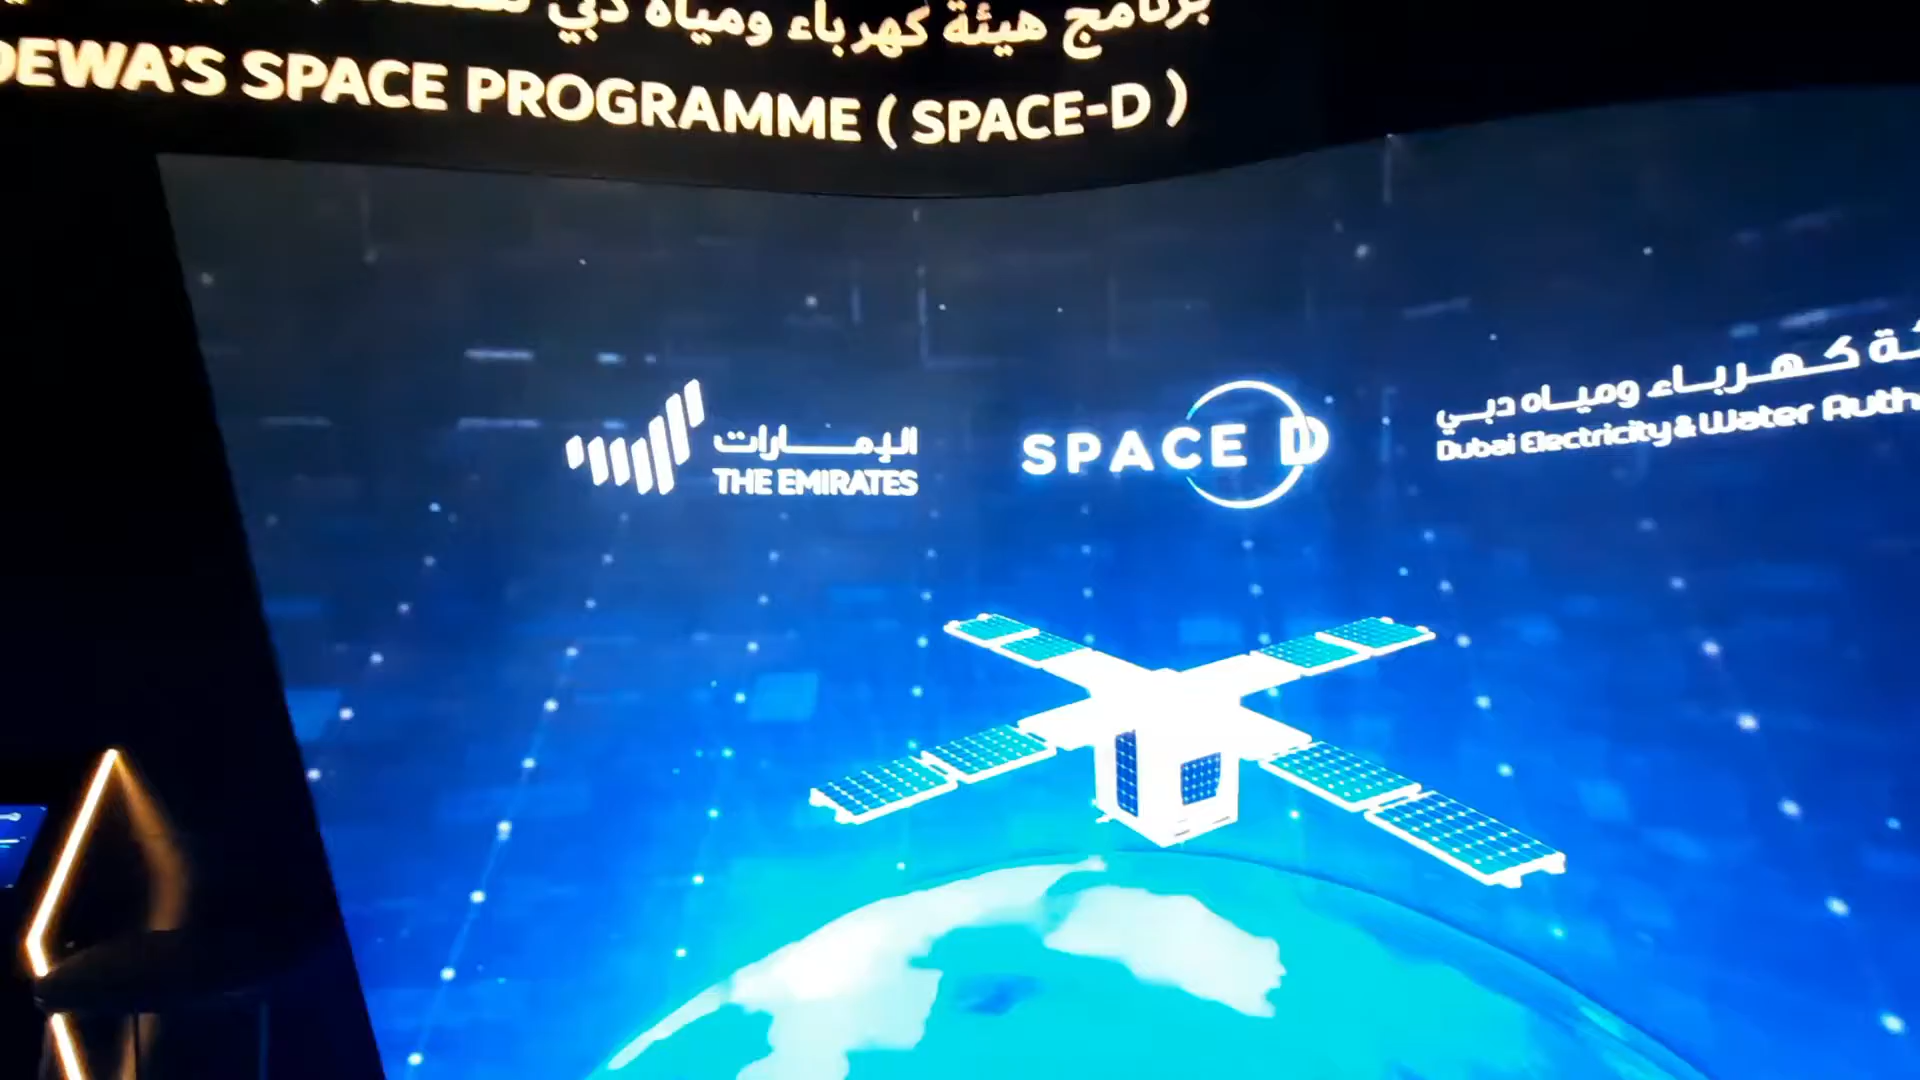 برنامج هيئة كهرباء ومياه دبي
DEWA'S SPACE PROGRAMME ( SPACE-D )
الإمارات
THE EMIRATES
SPACE D
كهرباء ومياه دبي
Dubai Electricity & Water